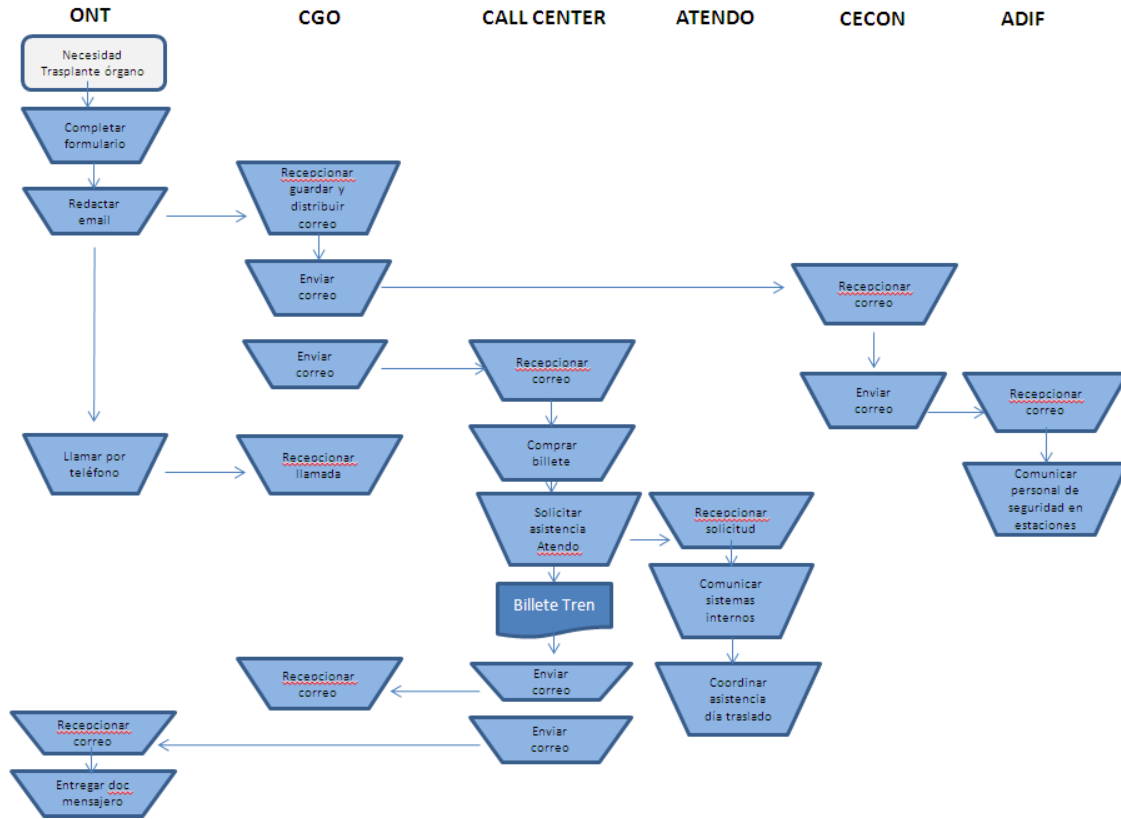 ONT
CGO
CALL CENTER
ATENDO
CECON
ADIF
Necesidad
Trasplante órgano
Completar
formulario
Redactar
email
Recepcionar
guardar y
distribuir
correo
Enviar
correo
Recepcionar
correo
Enviar
correo
Recepcionar
correo
Enviar
correo
Recepcionar
correo
Llamar por
teléfono
Recepcionar
llamada
Comprar
billete
Comunicar
personal de
seguridad en
estaciones
Solicitar
asistencia
Atendo
Recepcionar
solicitud
Billete Tren
Comunicar
sistemas
internos
Recepcionar
correo
Enviar
correo
Coordinar
asistencia
día traslado
Recepcionar
correo
Enviar
correo
Entregar doc
mensajero